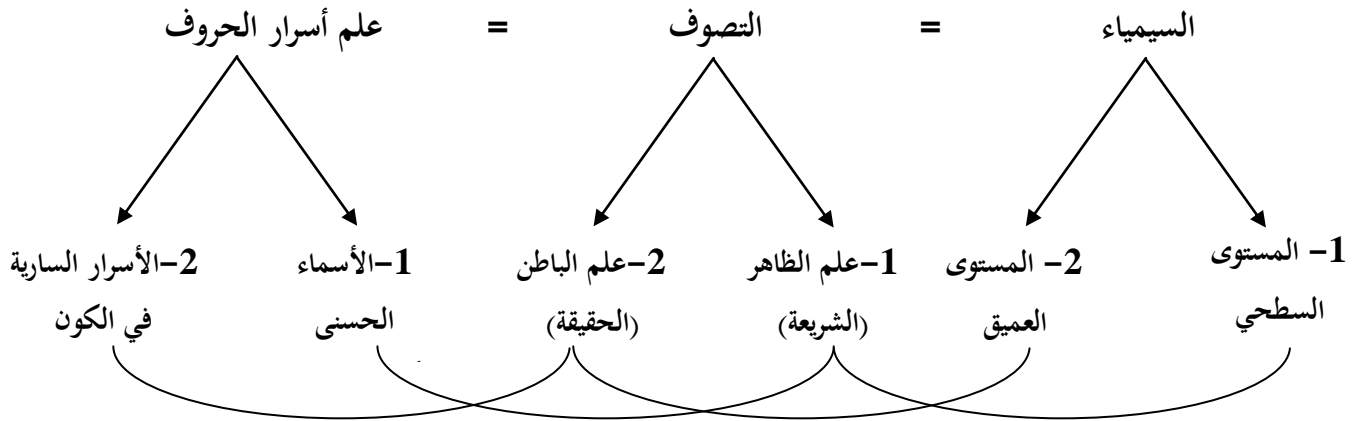 السيمياء = التصوف = علم أسرار الحروف
1- المستوى 2- المستوى 1-علم الظاهر 2-علم الباطن 1-الأسماء 2-الأسرار السارية
السطحي العميق (الشريعة) (الحقيقة) الحسنى في الكون